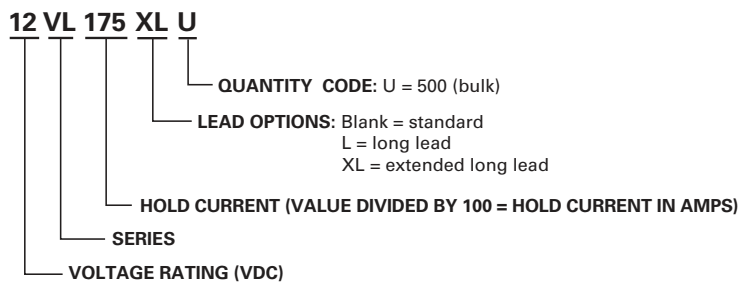 12 VL 175 XL U
QUANTITY CODE: U = 500 (bulk)
LEAD OPTIONS: Blank = standard
L = long lead
XL = extended long lead
HOLD CURRENT (VALUE DIVIDED BY 100 = HOLD CURRENT IN AMPS)
SERIES
VOLTAGE RATING (VDC)